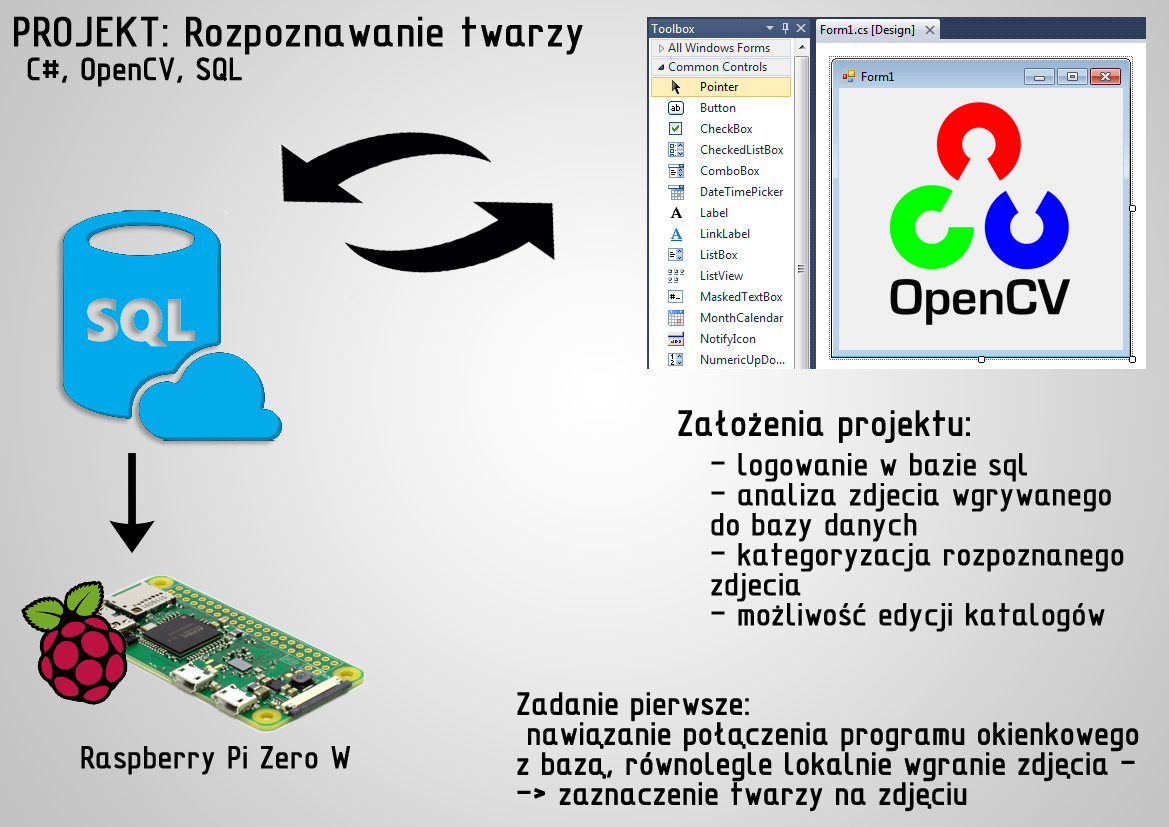 PROJEKT: Rozpoznawanie twarzy
C#, OpenCV, SQL
Toolbox
All Windows Forms
Common Controls
Pointer
Button
CheckBox
CheckedListBox
ComboBox
DateTimePicker
Label
LinkLabel
ListBox
ListView
MaskedTextBox
MonthCalendar
NotifyIcon
NumericUpDo...
Form1.cs [Design]
Form1
OpenCV
SQL
Założenia projektu:
- logowanie w bazie sql
- analiza zdjecia wgrywanego
do bazy danych
- kategoryzacja rozpoznanego
zdjecia
- możliwość edycji katalogów
Raspberry Pi Zero W
Zadanie pierwsze:
nawiązanie połączenia programu okienkowego
z bazą, równolegle lokalnie wgranie zdjęcia -
-> zaznaczenie twarzy na zdjęciu